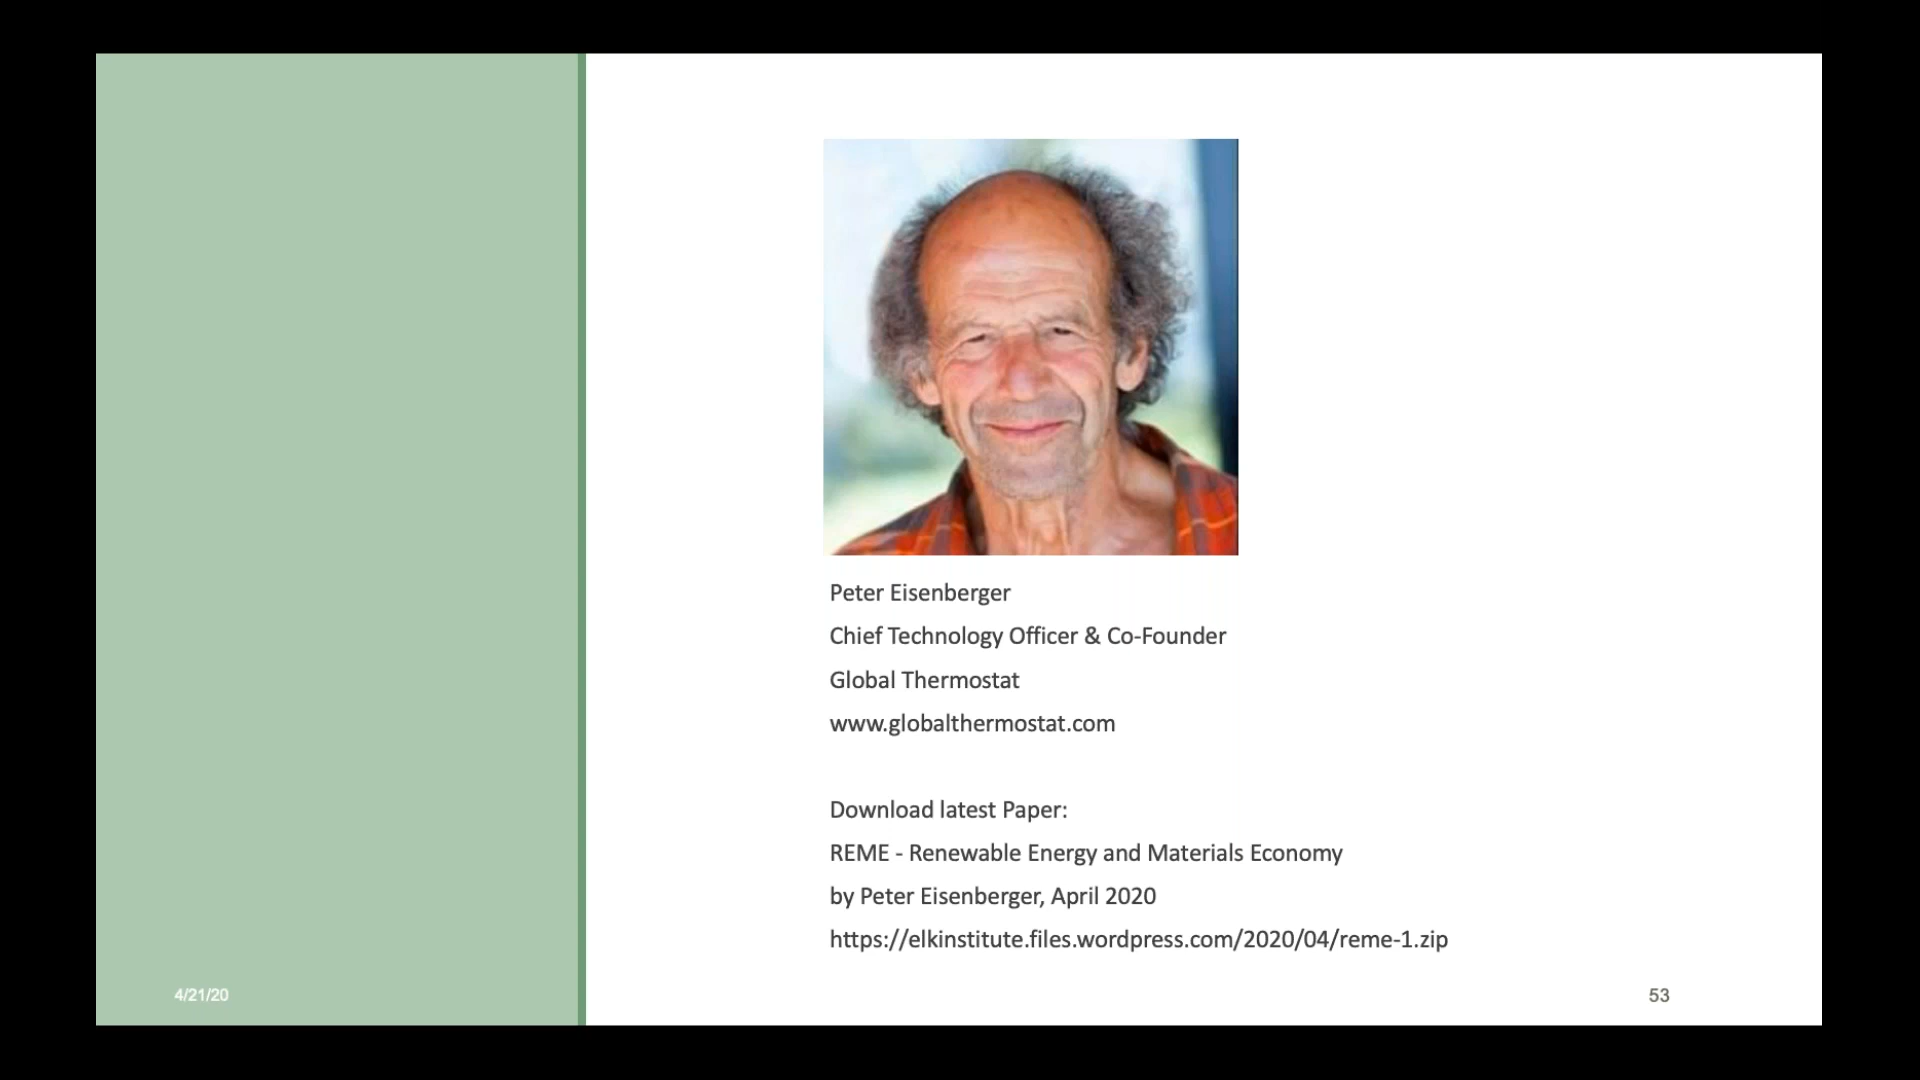 Peter Eisenberger
Chief Technology Officer & Co-Founder
Global Thermostat
www.globalthermostat.com
Download latest Paper:
REME - Renewable Energy and Materials Economy
by Peter Eisenberger, April 2020
https://elkinstitute.files.wordpress.com/2020/04/reme-1.zip
4/21/20
53